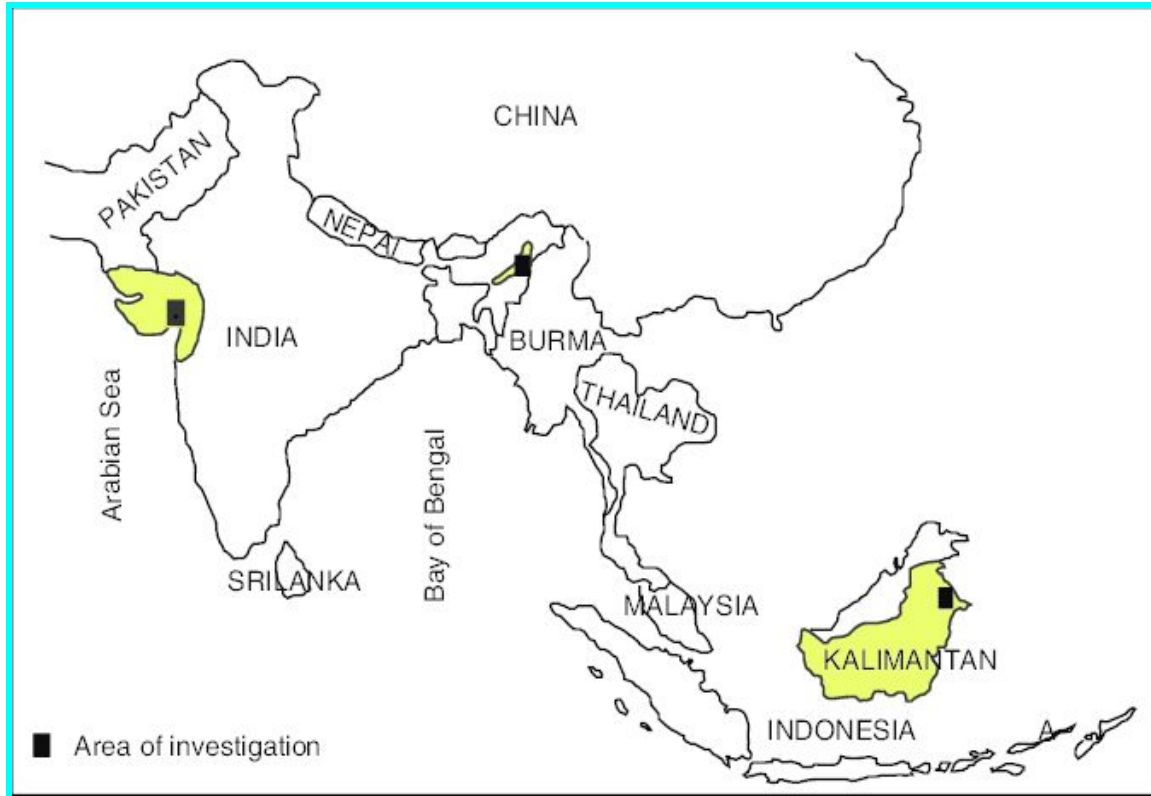 CHINA
PAKISTAN
NEPAL
INDIA
BURMA
THAILAND
Arabian Sea
Bay of Bengal
SRILANKA
MALAYSIA
KALIMANTAN
INDONESIA
A
Area of investigation